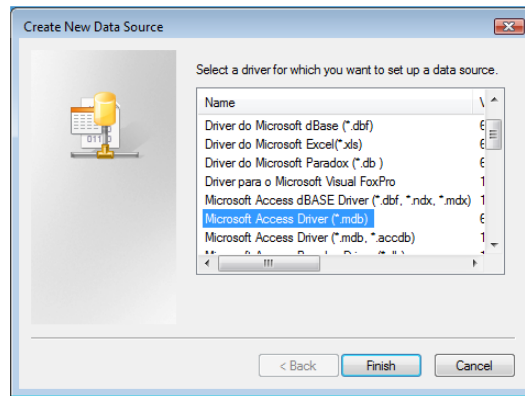 Create New Data Source
Select a driver for which you want to set up a data source.
Name
Driver do Microsoft dBase (*.dbf)
Driver do Microsoft Excel(*.xls)
Driver do Microsoft Paradox (*.db )
Driver para o Microsoft Visual FoxPro
Microsoft Access dBASE Driver (*.dbf, *.ndx, *.mdx) 1
Microsoft Access Driver (*.mdb)
Microsoft Access Driver (*.mdb, *.accdb) 1
< Back Finish Cancel